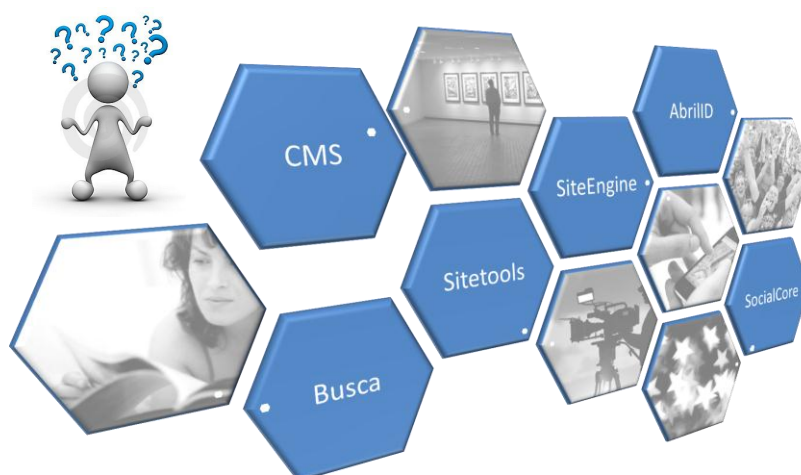 CMS
AbrilID
SiteEngine
Sitetools
SocialCore
Busca